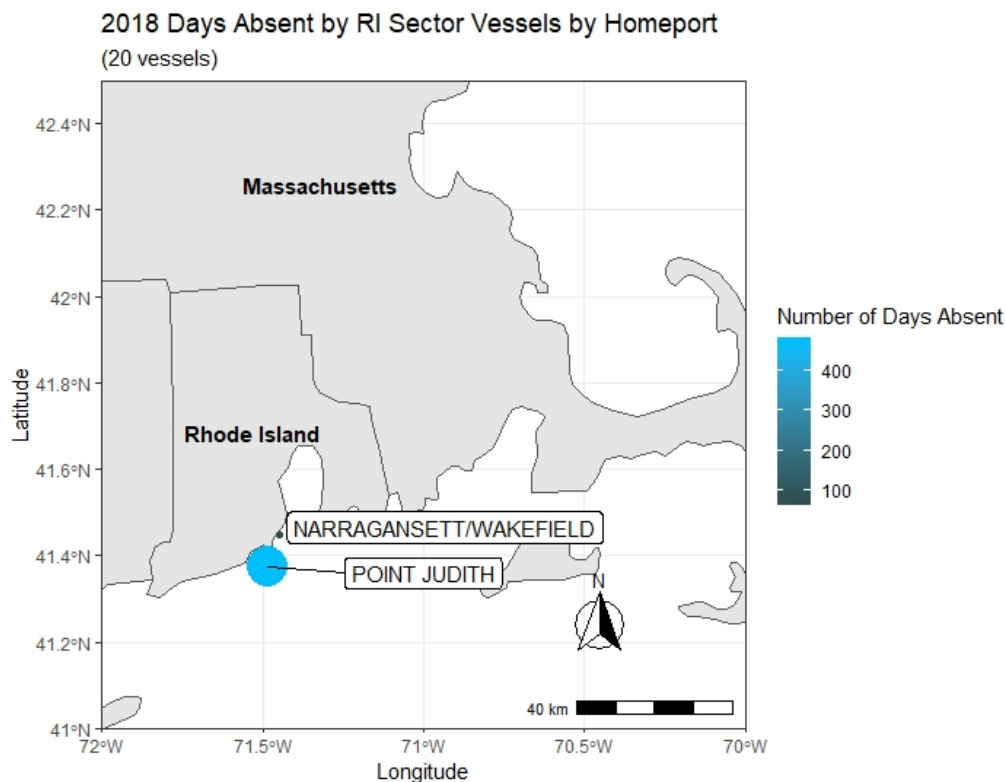 2018 Days Absent by RI Sector Vessels by Homeport
(20 vessels)
42.4°N
42.2°N
42°N
41.8°N
41.6°N
41.4°N
41.2°N
41°N
Latitude
Massachusetts
Rhode Island
NARRAGANSETT/WAKEFIELD
POINT JUDITH
N
40 km
72°W
71.5°W
71°W
70.5°W
70°W
Longitude
Number of Days Absent
400
300
200
100